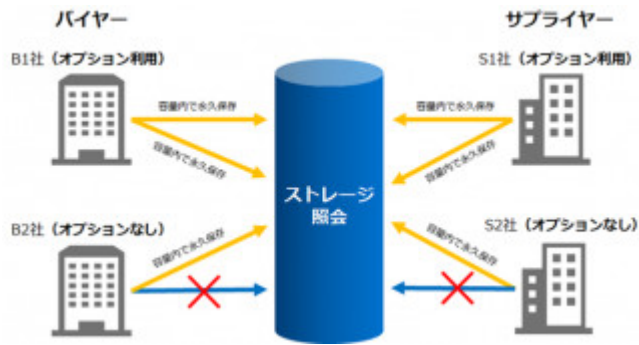 バイヤー
サプライヤー
B1社（オプション利用）
S1社（オプション利用）
容量内で永久保存
容量内で永久保存
容量内で永久保存
容量内で永久保存
ストレージ
照会
B2社（オプションなし）
S2社（オプションなし）
容量内で永久保存
容量内で永久保存